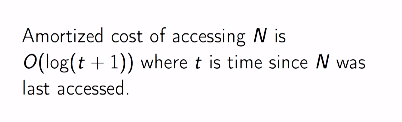 Amortized cost of accessing N is
O(log(t + 1)) where t is time since N was
last accessed.